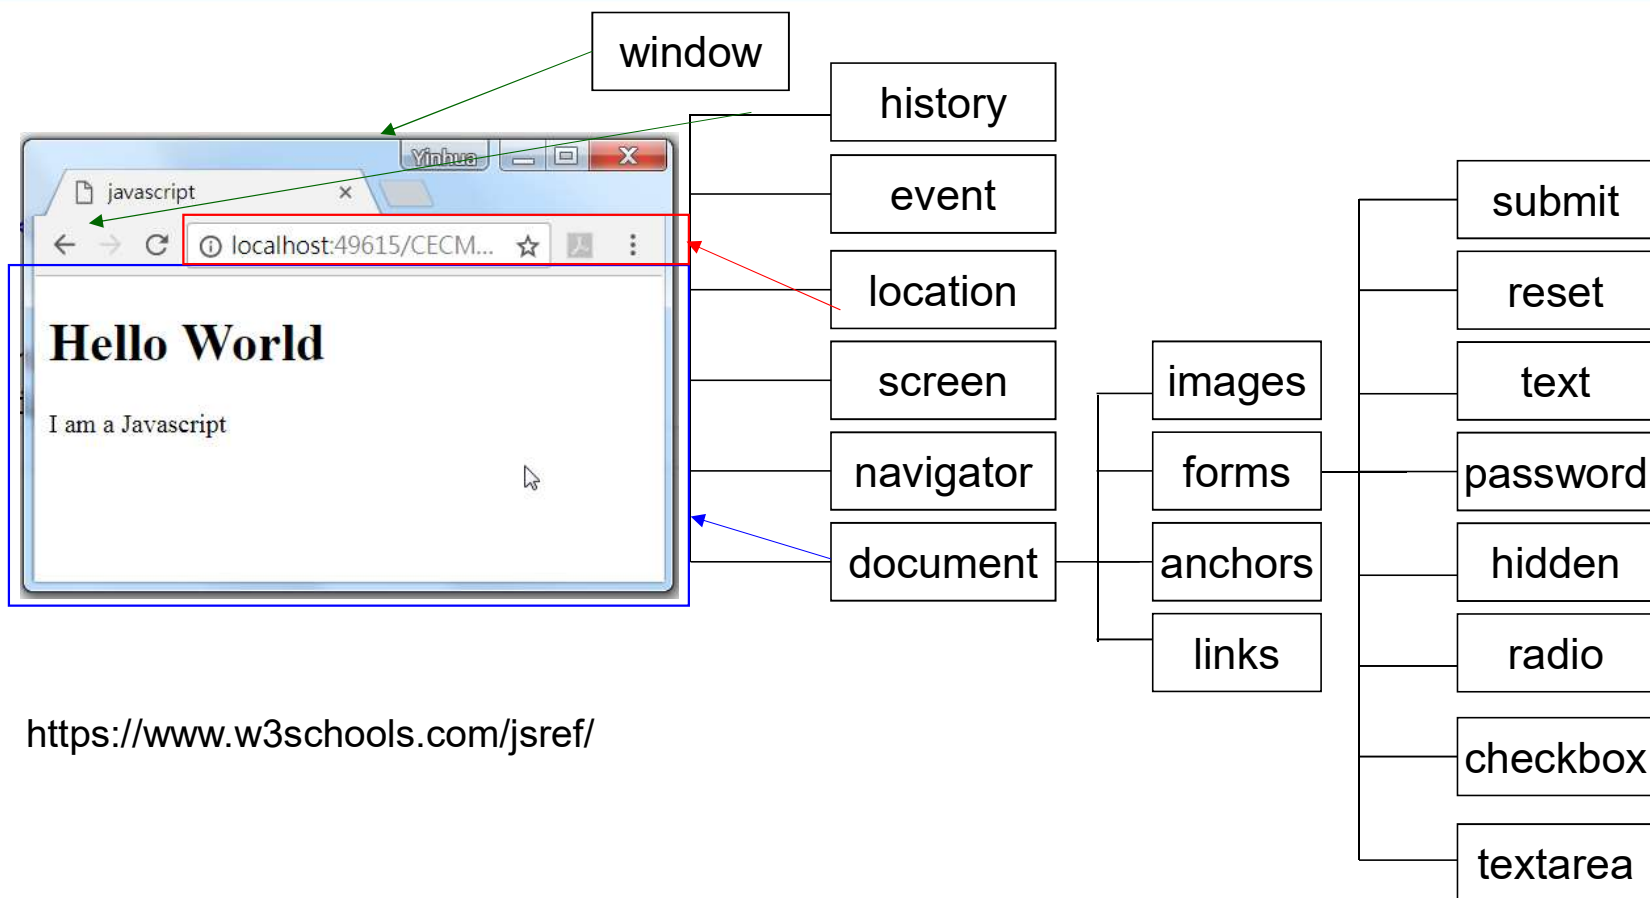 window
history
event
location
screen
navigator
document
images
forms
anchors
links
submit
reset
text
password
hidden
radio
checkbox
textarea
Yinhua
javascript
localhost:49615/CECM...
Hello World
I am a Javascript
https://www.w3schools.com/jsref/